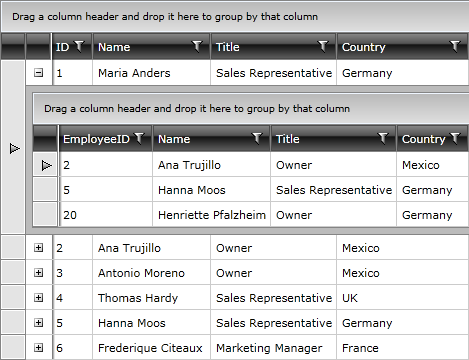 Drag a column header and drop it here to group by that column
ID Name Title Country
1 Maria Anders Sales Representative Germany
Drag a column header and drop it here to group by that column
EmployeeID Name Title Country
2 Ana Trujillo Owner Mexico
5 Hanna Moos Sales Representative Germany
20 Henriette Pfalzheim Owner Germany
2 Ana Trujillo Owner Mexico
3 Antonio Moreno Owner Mexico
4 Thomas Hardy Sales Representative UK
5 Hanna Moos Sales Representative Germany
6 Frederique Citeaux Marketing Manager France